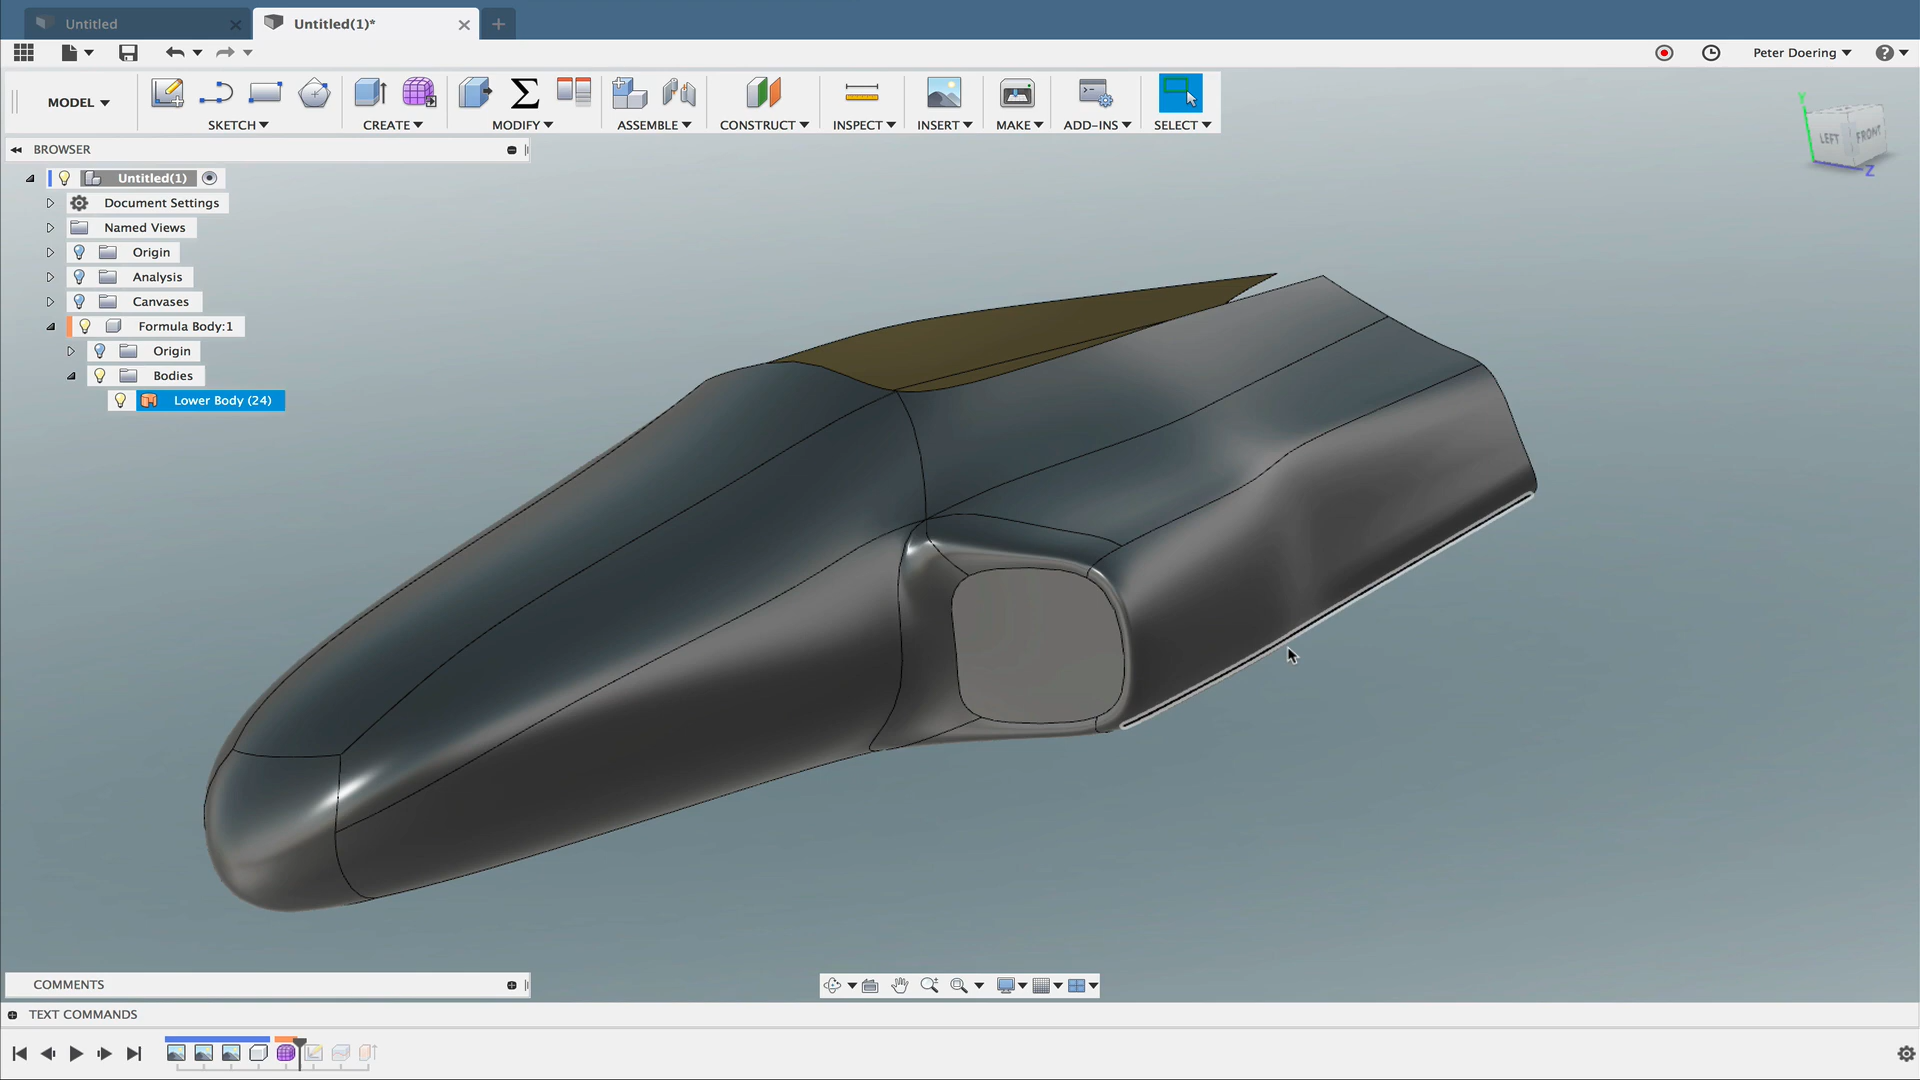 Untitled
Untitled(1)*
Peter Doering
MODEL
SKETCH
CREATE
MODIFY
ASSEMBLE
CONSTRUCT
INSPECT
INSERT
MAKE
ADD-INS
SELECT
Y
LEFT
FRONT
Z
BROWSER
Untitled(1)
Document Settings
Named Views
Origin
Analysis
Canvases
Formula Body:1
Origin
Bodies
Lower Body (24)
COMMENTS
TEXT COMMANDS